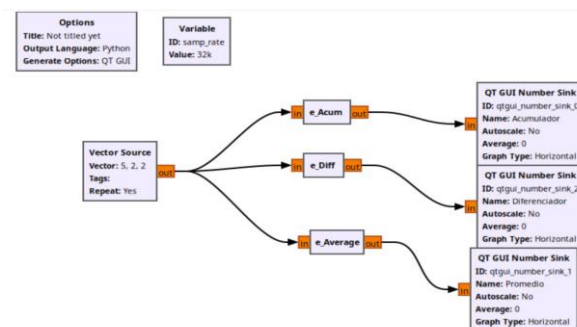 Options
Title: Not titled yet
Output Language: Python
Generate Options: QT GUI
Variable
ID: samp_rate
Value: 32k
Vector Source
Vector: 5, 2, 2
Tags:
Repeat: Yes
out
in e_Acum out
in e_Diff out
in e_Average out
in
QT GUI Number Sink
ID: qtgui_number_sink_0
Name: Acumulador
Autoscale: No
Average: 0
Graph Type: Horizontal
in
QT GUI Number Sink
ID: qtgui_number_sink_2
Name: Diferenciador
Autoscale: No
Average: 0
Graph Type: Horizontal
in
QT GUI Number Sink
ID: qtgui_number_sink_1
Name: Promedio
Autoscale: No
Average: 0
Graph Type: Horizontal